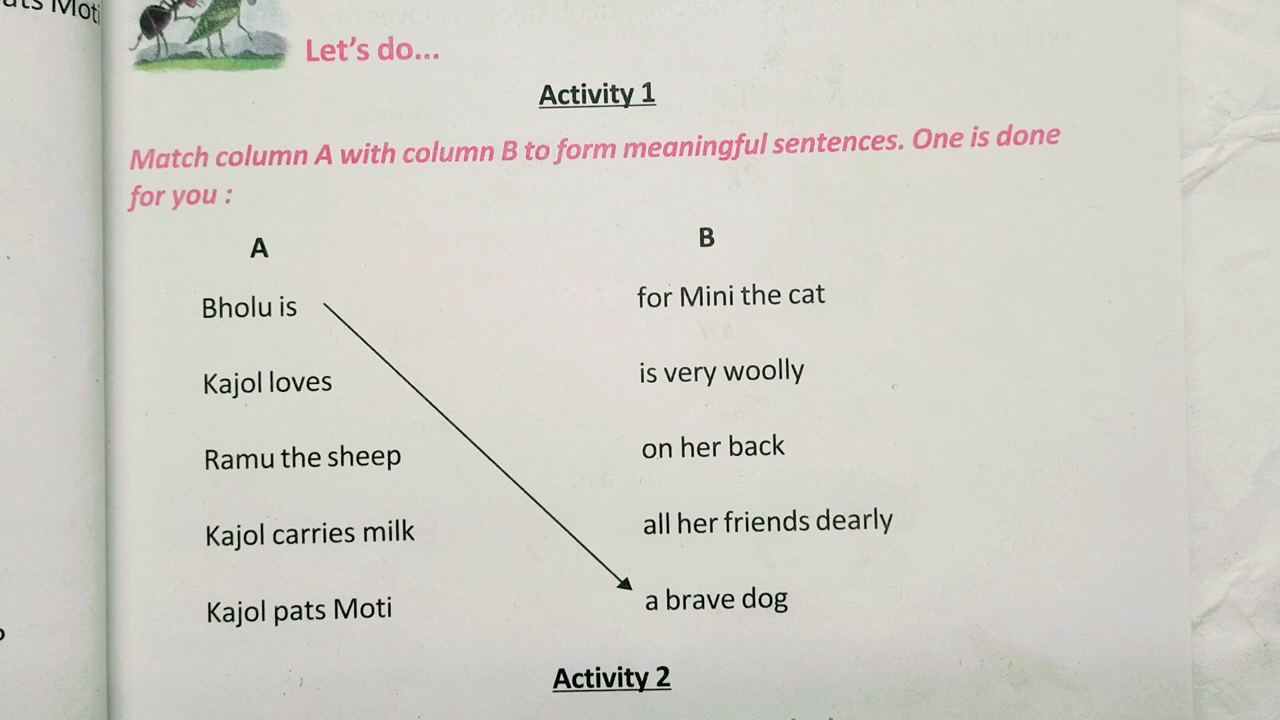 Moti
Let's do...
Activity 1
Match column A with column B to form meaningful sentences. One is done
for you :
A B
Bholu is for Mini the cat
Kajol loves is very woolly
Ramu the sheep on her back
Kajol carries milk all her friends dearly
Kajol pats Moti a brave dog
Activity 2